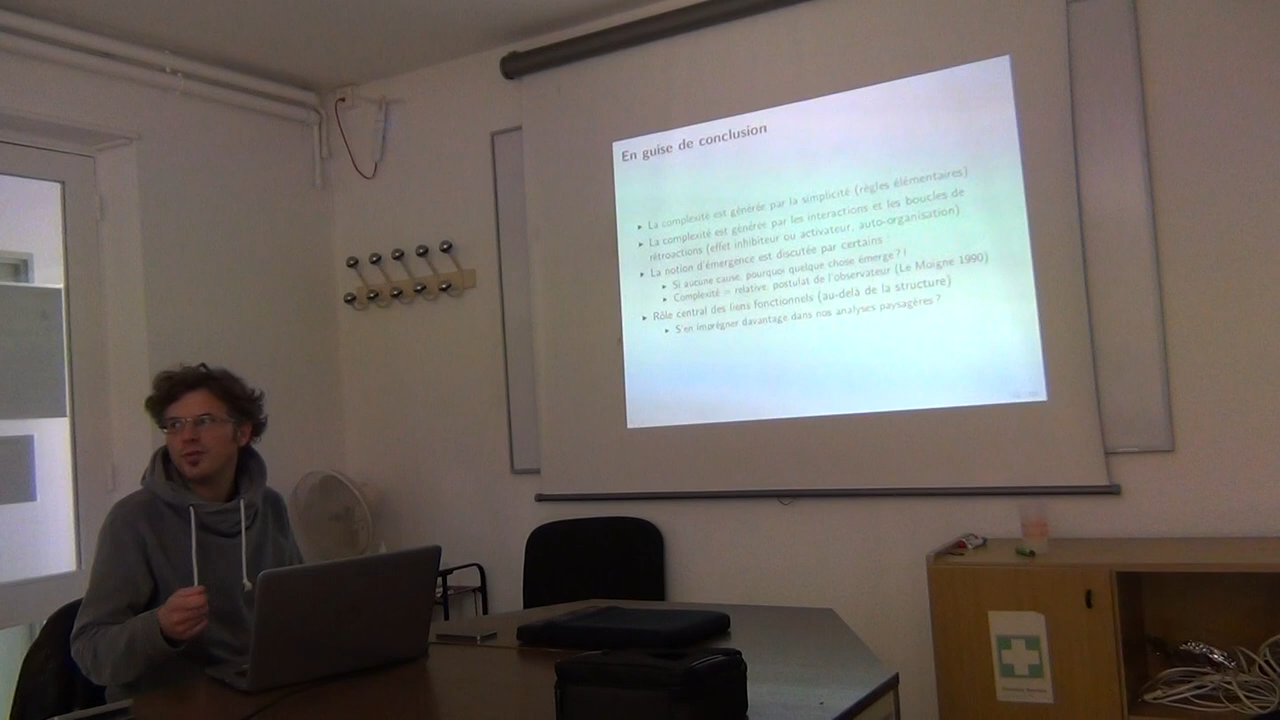 En guise de conclusion
▸ La complexité est générée par la simplicité (règles élémentaires)
▸ La complexité est générée par les interactions et les boucles de
rétroactions (effet inhibiteur ou activateur, auto-organisation)
▸ La notion d'émergence est discutée par certains :
▸ Si aucune cause, pourquoi quelque chose émerge ? !
▸ Complexité = relative, postulat de l'observateur (Le Moigne 1990)
▸ Rôle central des liens fonctionnels (au-delà de la structure)
▸ S'en imprégner davantage dans nos analyses paysagères ?